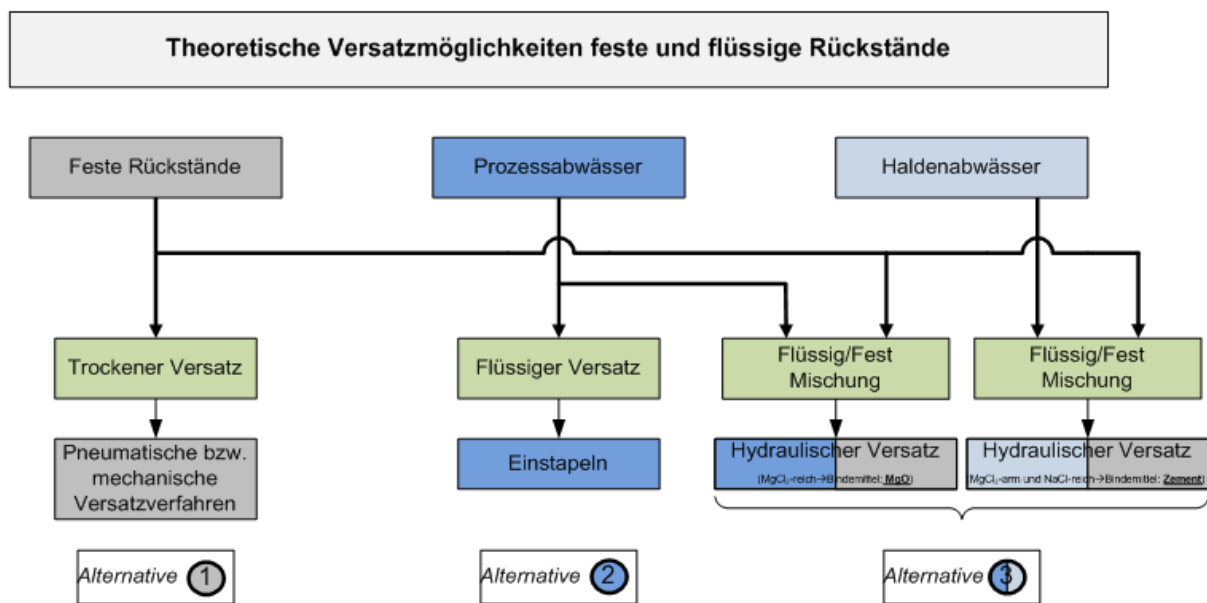 Theoretische Versatzmöglichkeiten feste und flüssige Rückstände
Feste Rückstände
Prozessabwässer
Haldenabwässer
Trockener Versatz
Flüssiger Versatz
Flüssig/Fest
Mischung
Flüssig/Fest
Mischung
Pneumatische bzw.
mechanische
Versatzverfahren
Einstapeln
Hydraulischer Versatz
(MgCl₂-reich→Bindemittel: MgO)
Hydraulischer Versatz
(MgCl₂-arm und NaCl-reich→Bindemittel: Zement)
Alternative 1
Alternative 2
Alternative 3